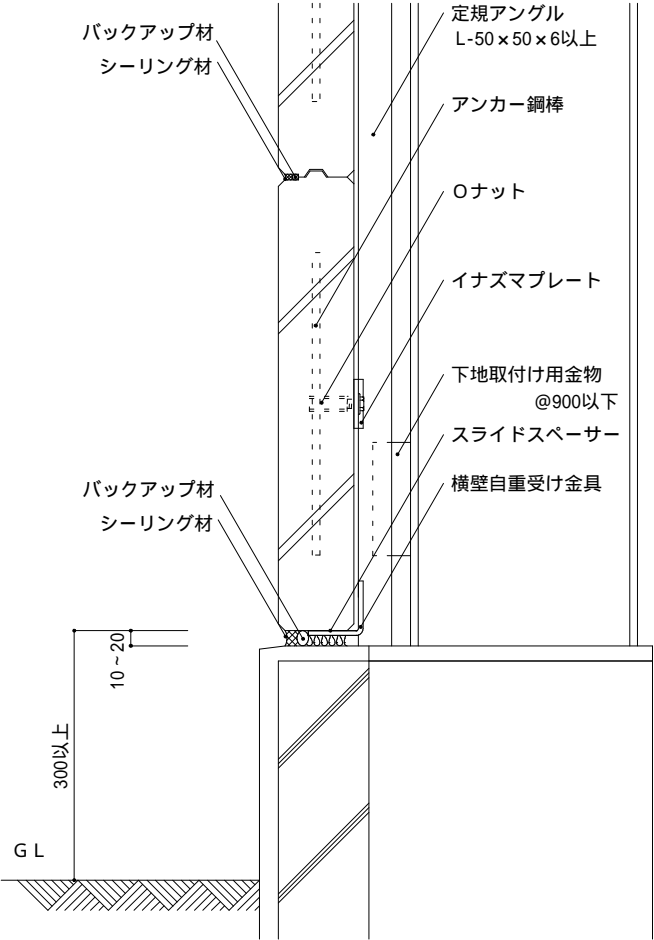 バックアップ材
シーリング材
定規アングル
L-50×50×6以上
アンカー鋼棒
Oナット
イナズマプレート
下地取付け用金物
@900以下
スライドスペーサー
横壁自重受け金具
バックアップ材
シーリング材
10~20
300以上
GL